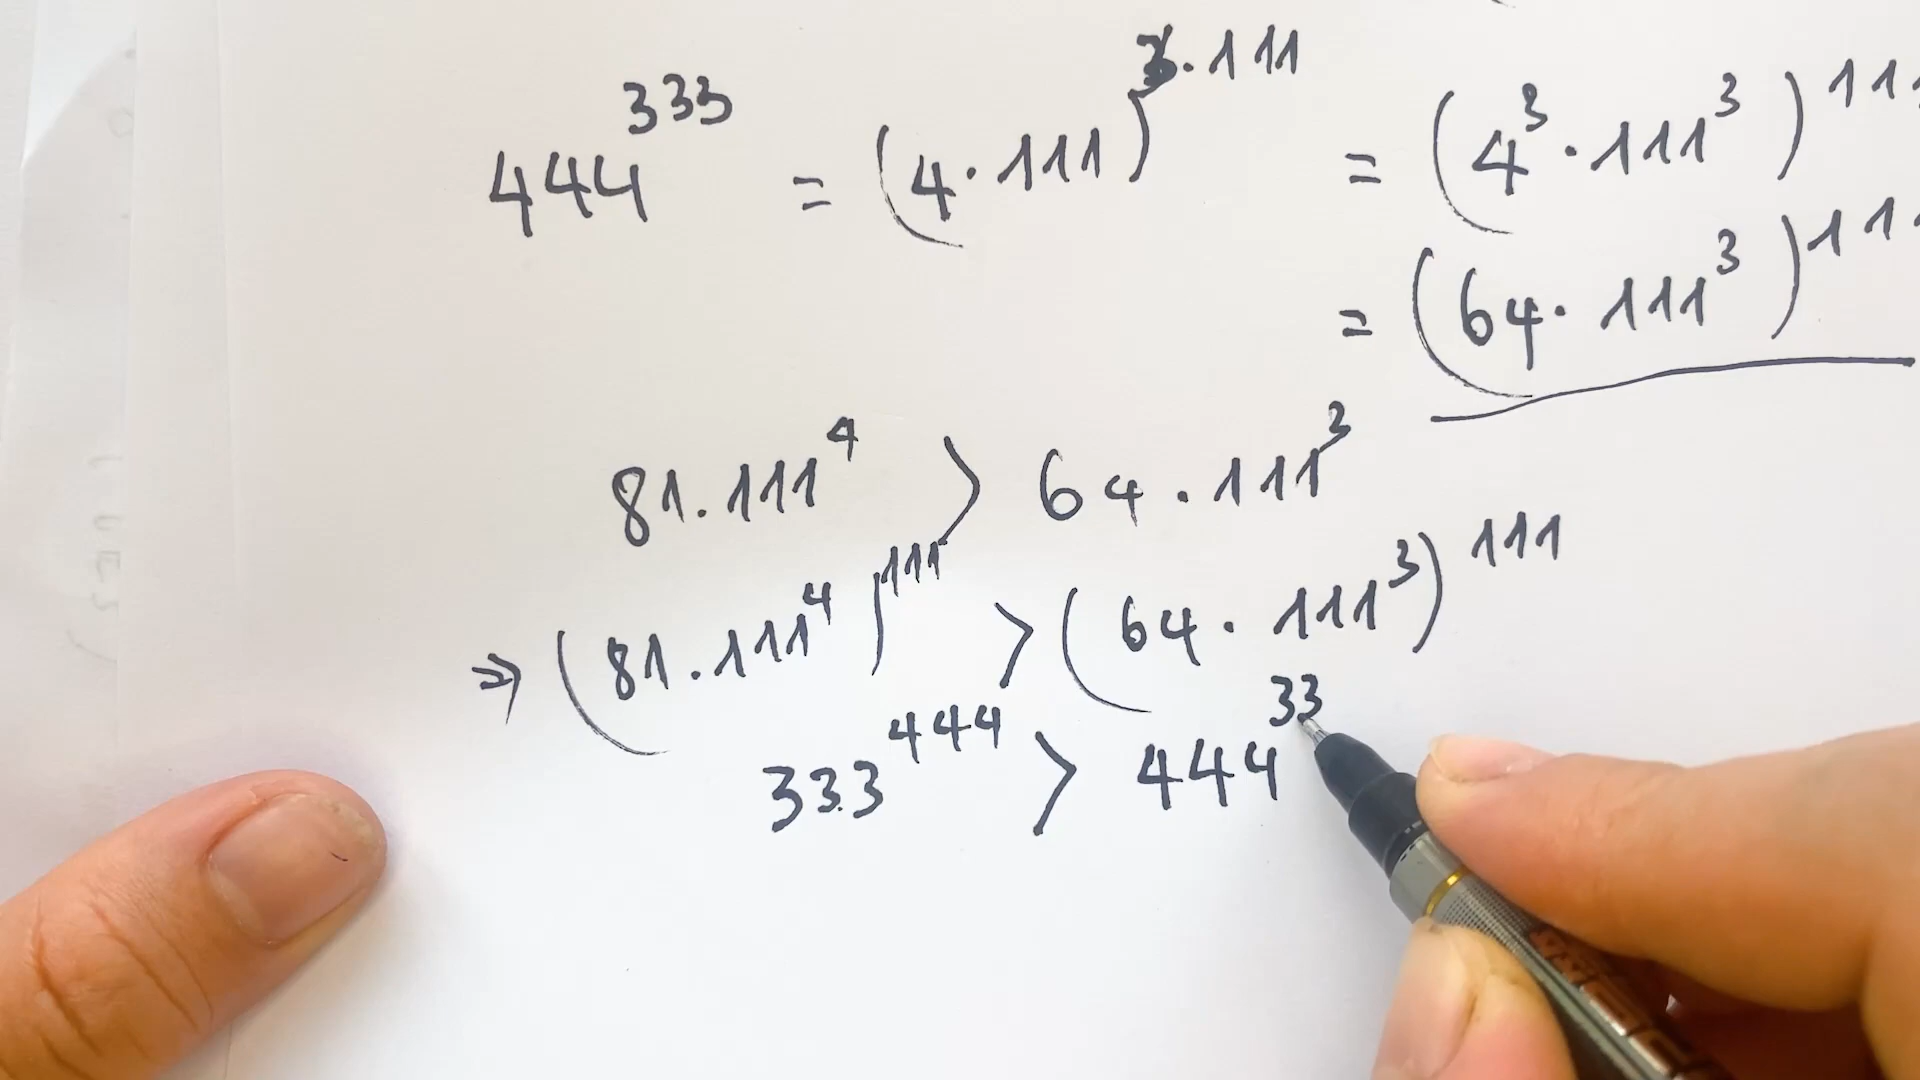 444^333 = (4·111)^3·111 = (4^3·111^3)^111
= (64·111^3)^111
81.111^4 > 64.111^3
⇒ (81.111^4)^111 > (64·111^3)^111
333^444 > 444^33